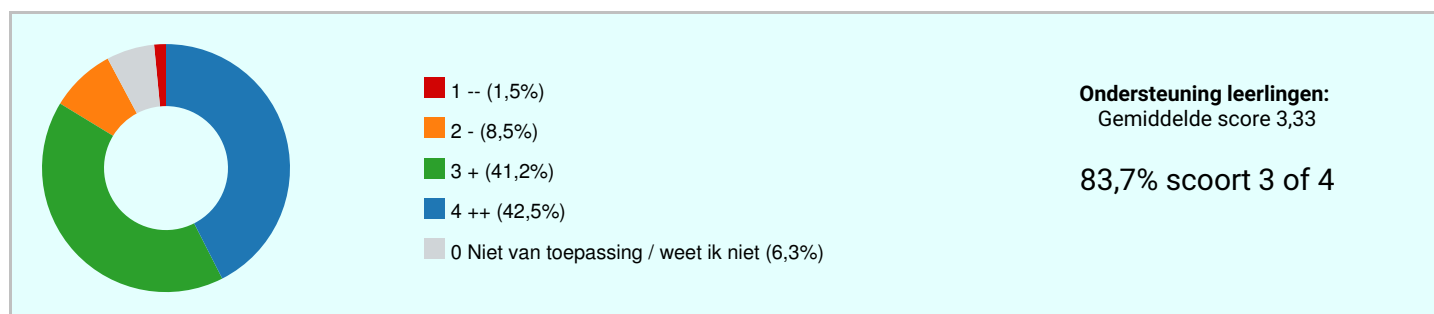 1 -- (1,5%)
2 - (8,5%)
3 + (41,2%)
4 ++ (42,5%)
0 Niet van toepassing / weet ik niet (6,3%)
Ondersteuning leerlingen:
Gemiddelde score 3,33
83,7% scoort 3 of 4